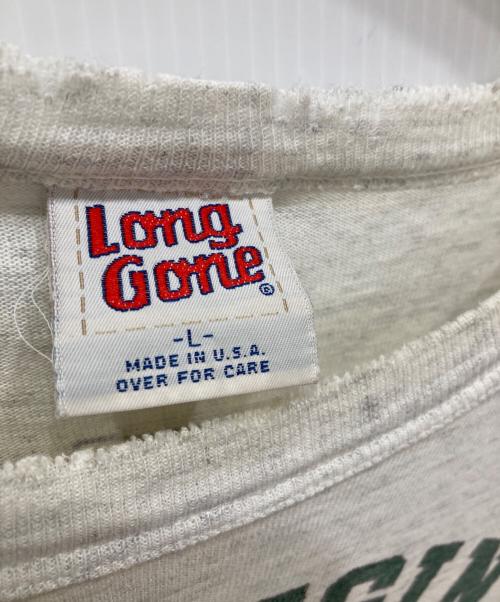 Long
Gone
®
-L-
MADE IN U.S.A.
OVER FOR CARE